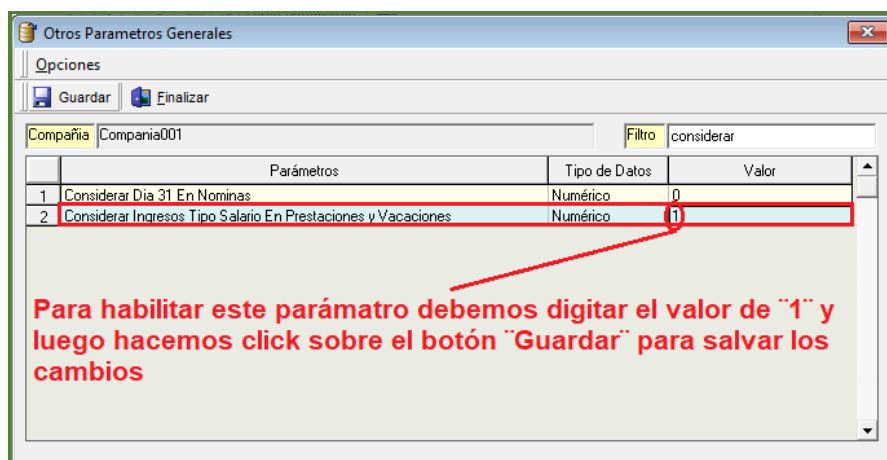 Otros Parametros Generales
Opciones
Guardar Finalizar
Compañia Compania001 Filtro considerar
Parámetros Tipo de Datos Valor
1 Considerar Dia 31 En Nominas Numérico 0
2 Considerar Ingresos Tipo Salario En Prestaciones y Vacaciones Numérico 1
Para habilitar este parámatro debemos digitar el valor de ¨1¨ y
luego hacemos click sobre el botón ¨Guardar¨ para salvar los
cambios